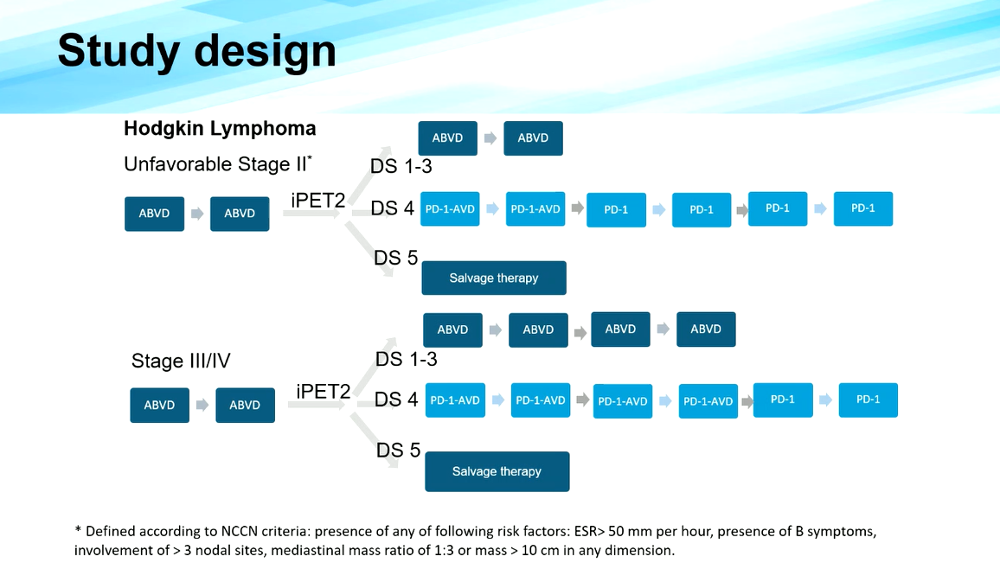 Study design
Hodgkin Lymphoma
Unfavorable Stage II*
ABVD ABVD
iPET2
DS 1-3
ABVD ABVD
DS 4
PD-1-AVD PD-1-AVD PD-1 PD-1 PD-1 PD-1
DS 5
Salvage therapy
Stage III/IV
ABVD ABVD
iPET2
DS 1-3
ABVD ABVD ABVD ABVD
DS 4
PD-1-AVD PD-1-AVD PD-1-AVD PD-1-AVD PD-1 PD-1
DS 5
Salvage therapy
* Defined according to NCCN criteria: presence of any of following risk factors: ESR> 50 mm per hour, presence of B symptoms,
involvement of > 3 nodal sites, mediastinal mass ratio of 1:3 or mass > 10 cm in any dimension.